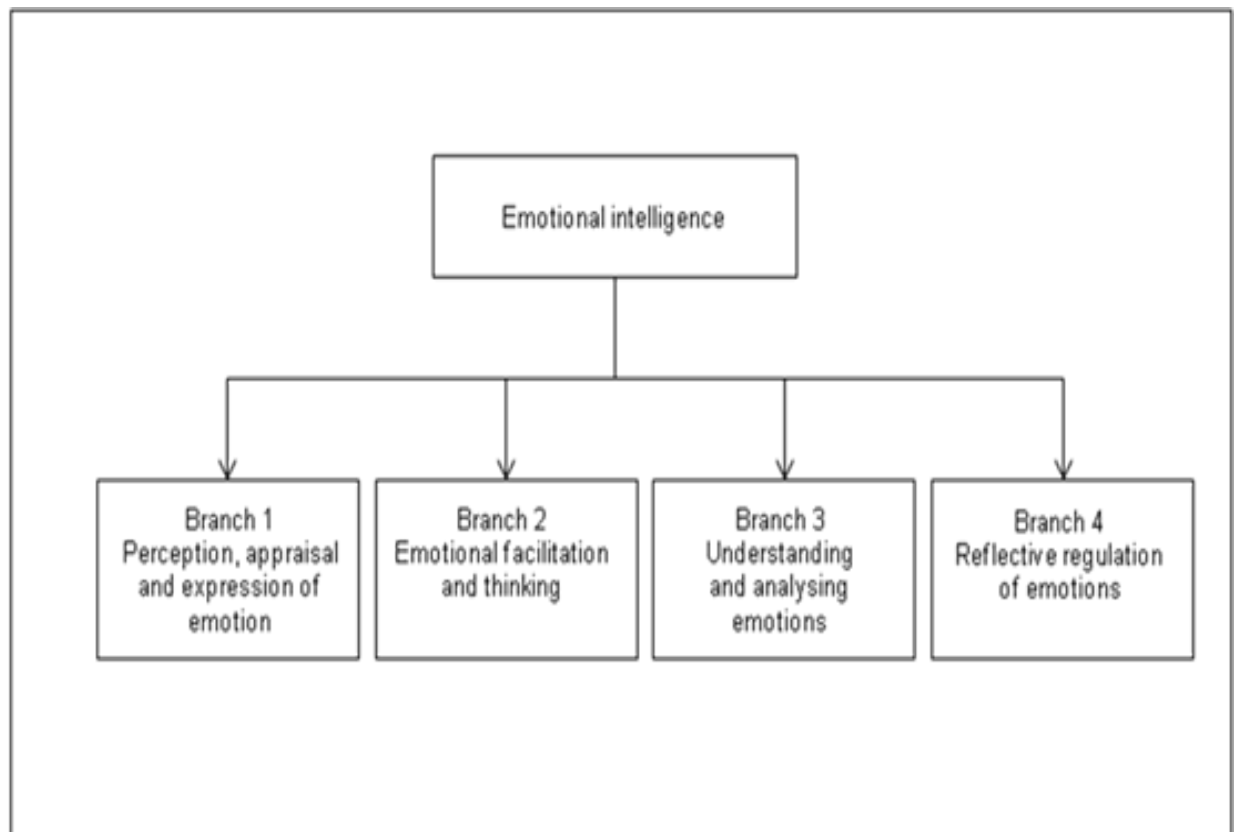 Emotional intelligence
Branch 1
Perception, appraisal
and expression of
emotion
Branch 2
Emotional facilitation
and thinking
Branch 3
Understanding
and analysing
emotions
Branch 4
Reflective regulation
of emotions